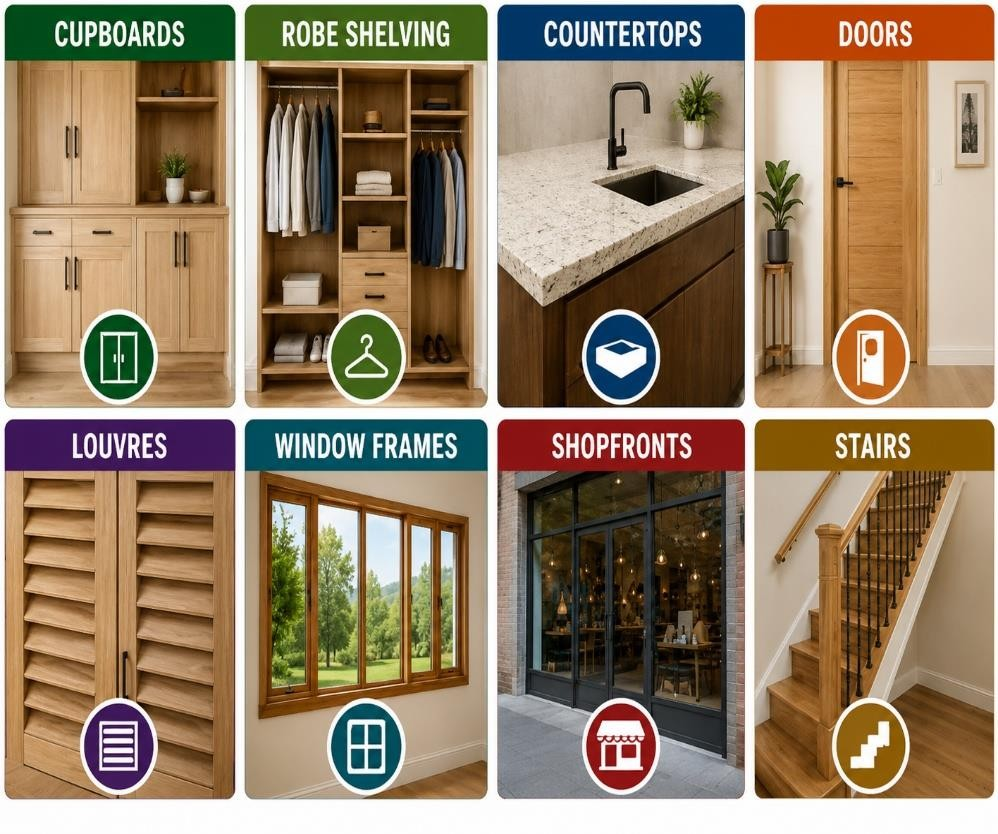 CUPBOARDS
ROBE SHELVING
COUNTERTOPS
DOORS
LOUVRES
WINDOW FRAMES
SHOPFRONTS
STAIRS